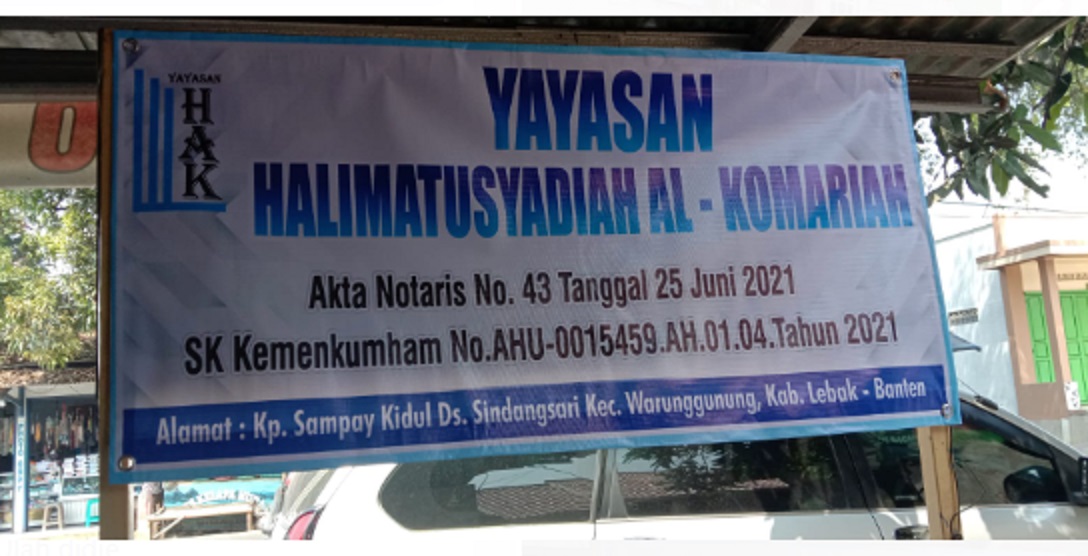 YAYASAN
HAK
YAYASAN
HALIMATUSYADIAH AL - KOMARIAH
Akta Notaris No. 43 Tanggal 25 Juni 2021
SK Kemenkumham No.AHU-0015459.AH.01.04.Tahun 2021
Alamat : Kp. Sampay Kidul Ds. Sindangsari Kec. Warunggunung, Kab. Lebak - Banten